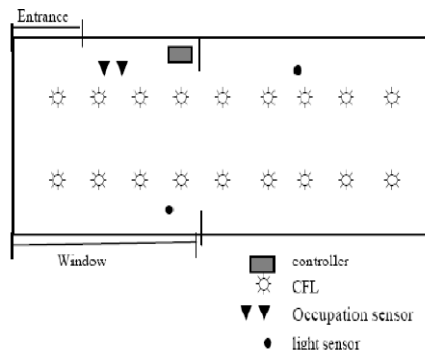 Entrance
Window
controller
CFL
Occupation sensor
light sensor